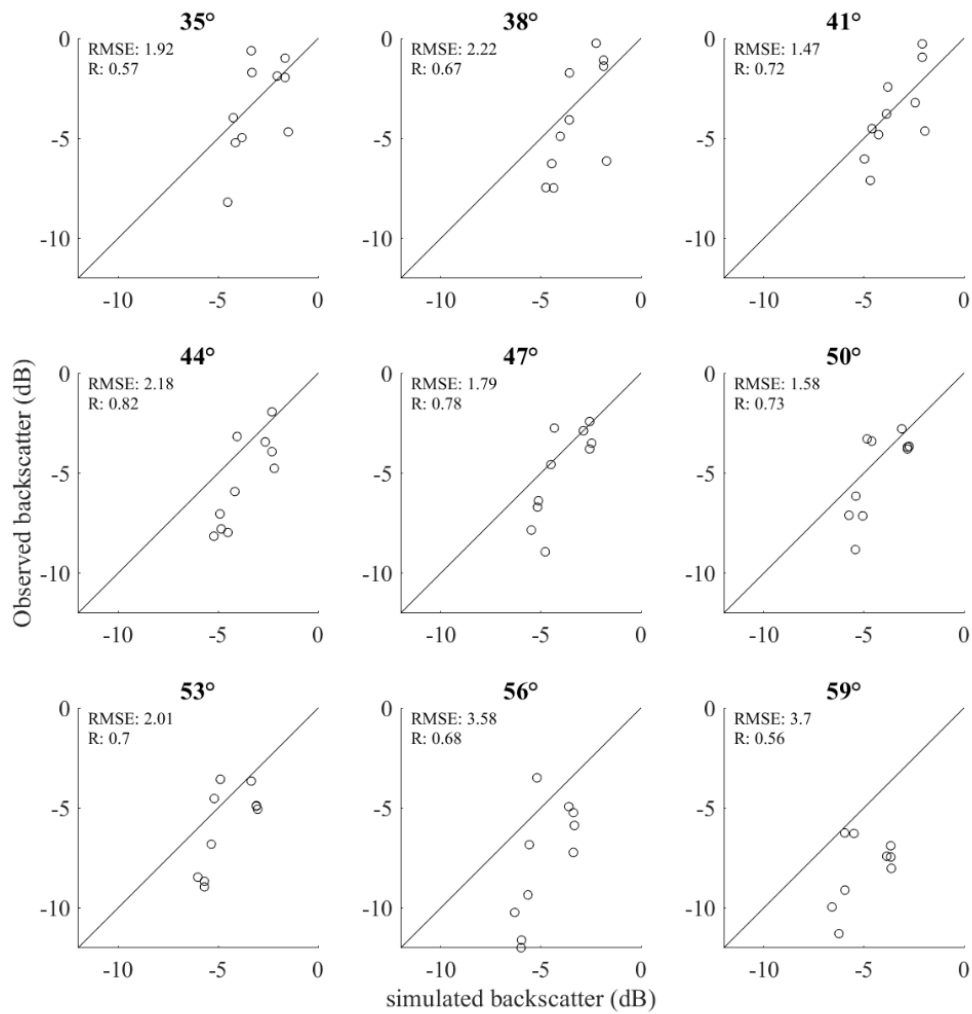 35°
RMSE: 1.92
R: 0.57
0
-5
-10
-10 -5 0
38°
RMSE: 2.22
R: 0.67
0
-5
-10
-10 -5 0
41°
RMSE: 1.47
R: 0.72
0
-5
-10
-10 -5 0
44°
RMSE: 2.18
R: 0.82
0
-5
-10
-10 -5 0
47°
RMSE: 1.79
R: 0.78
0
-5
-10
-10 -5 0
50°
RMSE: 1.58
R: 0.73
0
-5
-10
-10 -5 0
53°
RMSE: 2.01
R: 0.7
0
-5
-10
-10 -5 0
56°
RMSE: 3.58
R: 0.68
0
-5
-10
-10 -5 0
59°
RMSE: 3.7
R: 0.56
0
-5
-10
-10 -5 0
Observed backscatter (dB)
simulated backscatter (dB)